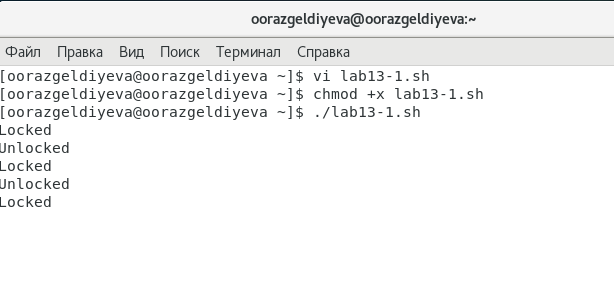 oorazgeldiyeva@oorazgeldiyeva:~
Файл Правка Вид Поиск Терминал Справка
[oorazgeldiyeva@oorazgeldiyeva ~]$ vi lab13-1.sh
[oorazgeldiyeva@oorazgeldiyeva ~]$ chmod +x lab13-1.sh
[oorazgeldiyeva@oorazgeldiyeva ~]$ ./lab13-1.sh
Locked
Unlocked
Locked
Unlocked
Locked